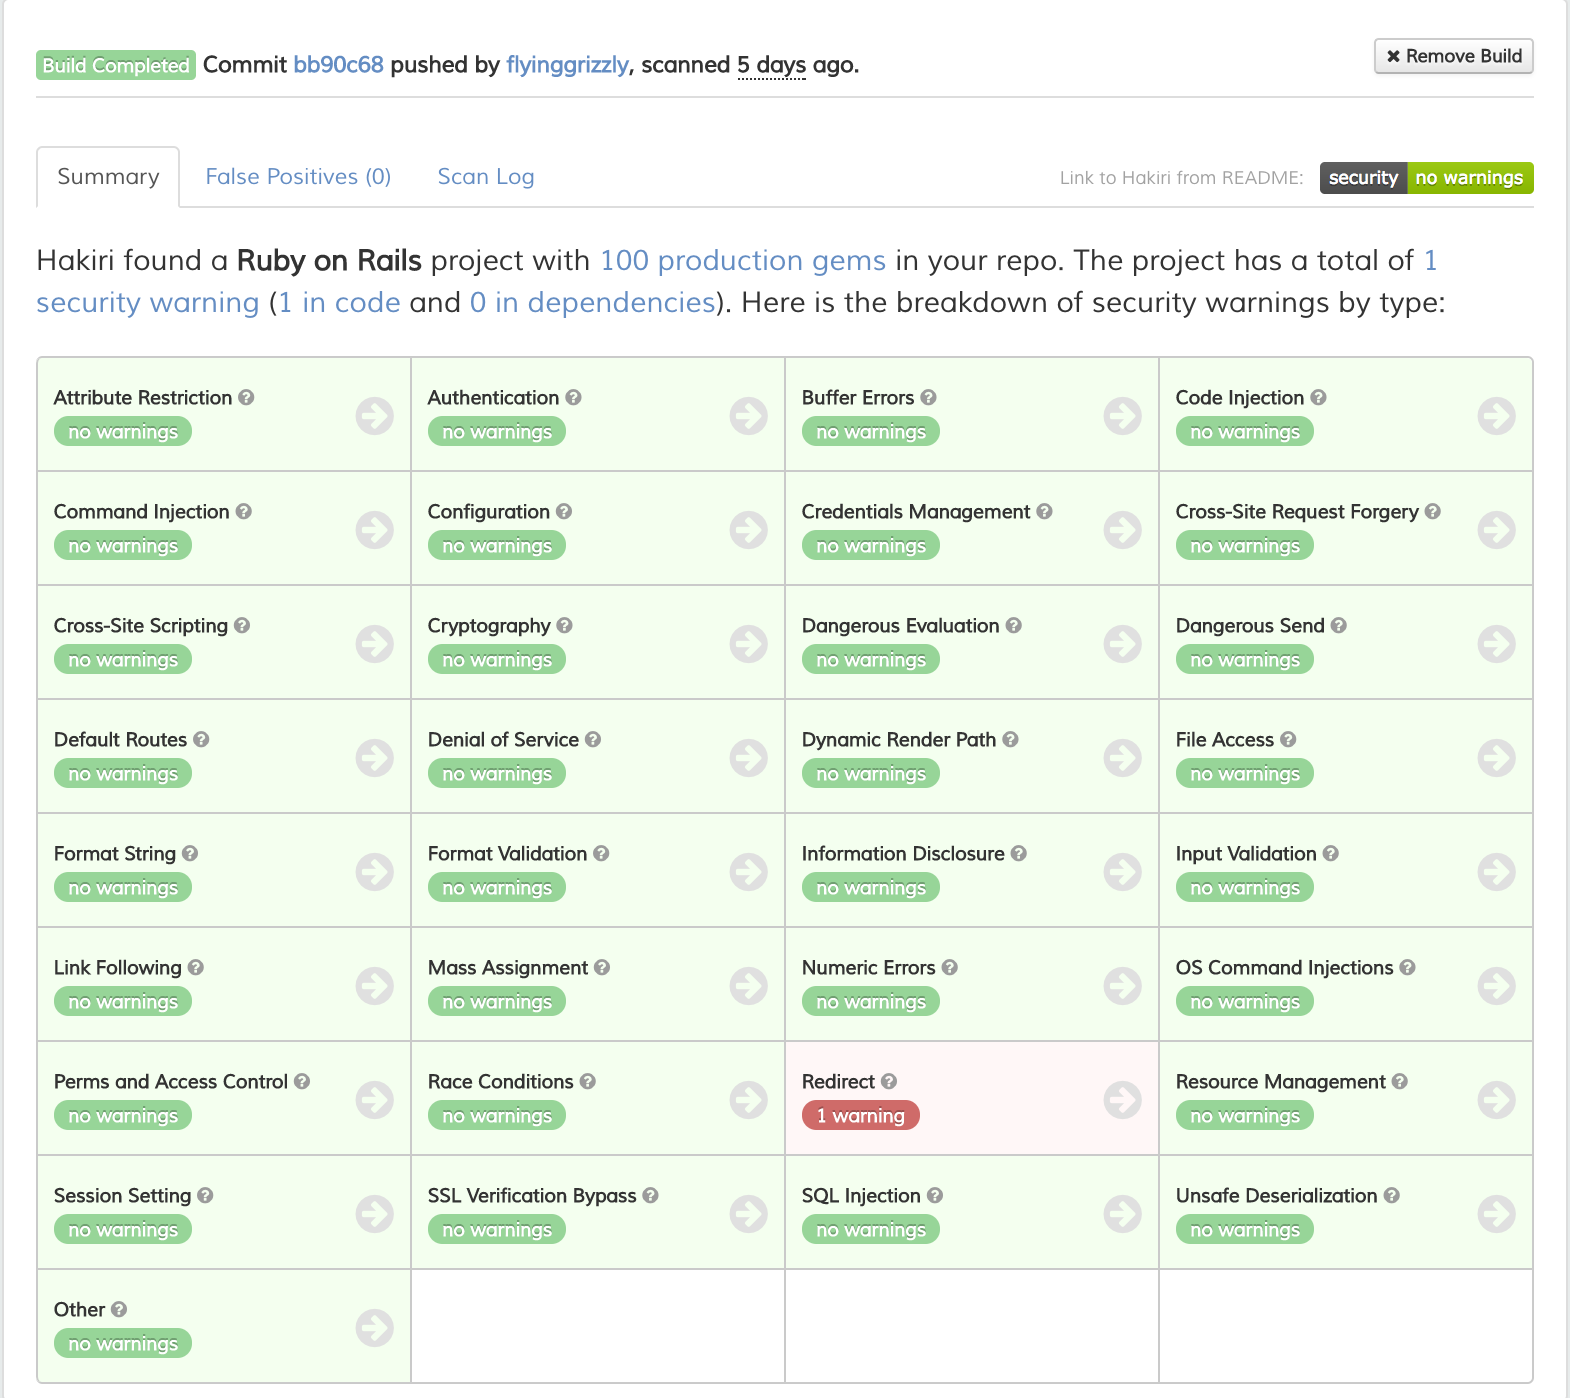 Build Completed Commit bb90c68 pushed by flyinggrizzly, scanned 5 days ago.
✖ Remove Build
Summary
False Positives (0)
Scan Log
Link to Hakiri from README:
security no warnings
Hakiri found a Ruby on Rails project with 100 production gems in your repo. The project has a total of 1
security warning (1 in code and 0 in dependencies). Here is the breakdown of security warnings by type:
Attribute Restriction ?
no warnings
Authentication ?
no warnings
Buffer Errors ?
no warnings
Code Injection ?
no warnings
Command Injection ?
no warnings
Configuration ?
no warnings
Credentials Management ?
no warnings
Cross-Site Request Forgery ?
no warnings
Cross-Site Scripting ?
no warnings
Cryptography ?
no warnings
Dangerous Evaluation ?
no warnings
Dangerous Send ?
no warnings
Default Routes ?
no warnings
Denial of Service ?
no warnings
Dynamic Render Path ?
no warnings
File Access ?
no warnings
Format String ?
no warnings
Format Validation ?
no warnings
Information Disclosure ?
no warnings
Input Validation ?
no warnings
Link Following ?
no warnings
Mass Assignment ?
no warnings
Numeric Errors ?
no warnings
OS Command Injections ?
no warnings
Perms and Access Control ?
no warnings
Race Conditions ?
no warnings
Redirect ?
1 warning
Resource Management ?
no warnings
Session Setting ?
no warnings
SSL Verification Bypass ?
no warnings
SQL Injection ?
no warnings
Unsafe Deserialization ?
no warnings
Other ?
no warnings